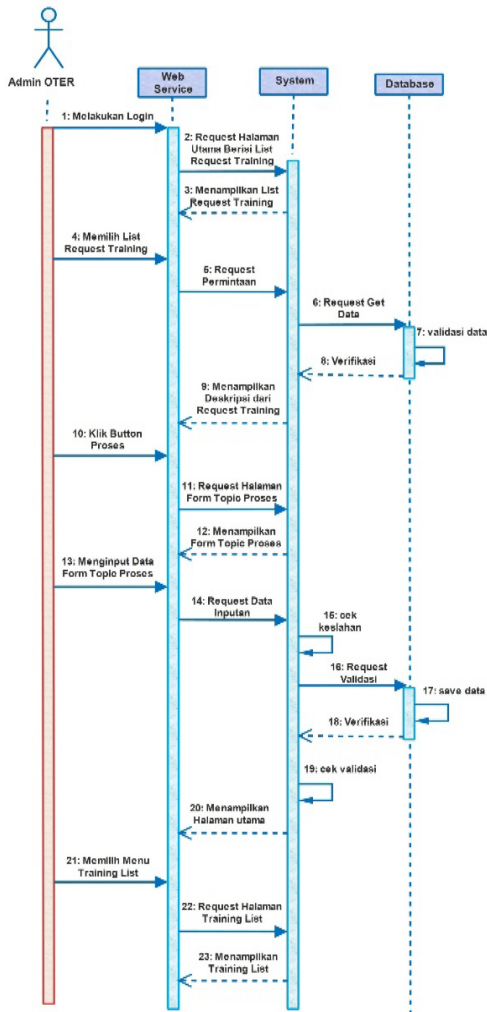 Admin OTER
Web
Service
System
Database
1: Melakukan Login
2: Request Halaman
Utama Berisi List
Request Training
3: Menampilkan List
Request Training
4: Memilih List
Request Training
5: Request
Permintaan
6: Request Get
Data
7: validasi data
8: Verifikasi
9: Menampilkan
Deskripsi dari
Request Training
10: Klik Button
Proses
11: Request Halaman
Form Topic Proses
12: Menampilkan
Form Topic Proses
13: Menginput Data
Form Topic Proses
14: Request Data
Inputan
15: cek
keslahan
16: Request
Validasi
17: save data
18: Verifikasi
19: cek validasi
20: Menampilkan
Halaman utama
21: Memilih Menu
Training List
22: Request Halaman
Training List
23: Menampilkan
Training List